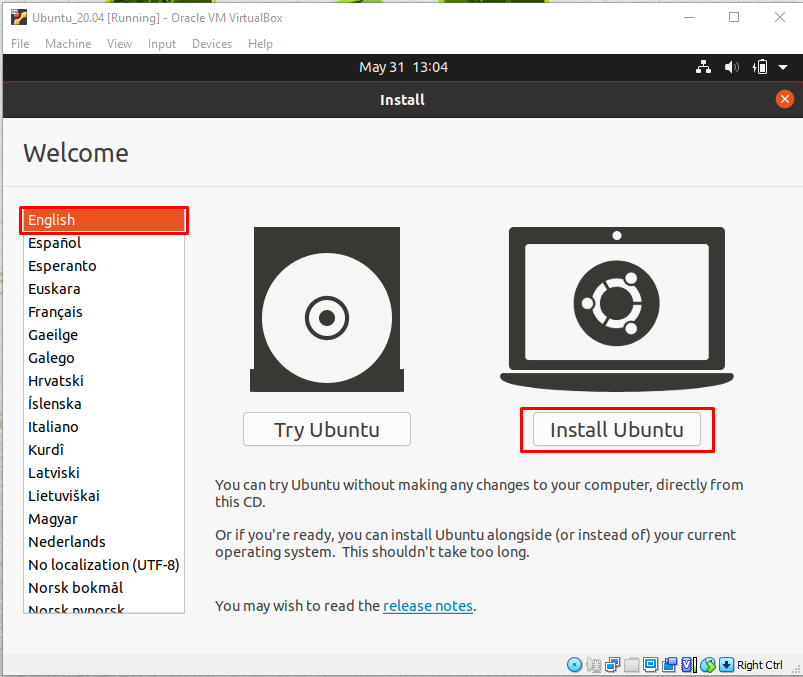 Ubuntu_20.04 [Running] - Oracle VM VirtualBox
File Machine View Input Devices Help
May 31 13:04
Install
Welcome
English
Español
Esperanto
Euskara
Français
Gaeilge
Galego
Hrvatski
Íslenska
Italiano
Kurdî
Latviski
Lietuviškai
Magyar
Nederlands
No localization (UTF-8)
Norsk bokmål
Norsk nynorsk
Try Ubuntu
Install Ubuntu
You can try Ubuntu without making any changes to your computer, directly from
this CD.
Or if you're ready, you can install Ubuntu alongside (or instead of) your current
operating system. This shouldn't take too long.
You may wish to read the release notes.
Right Ctrl